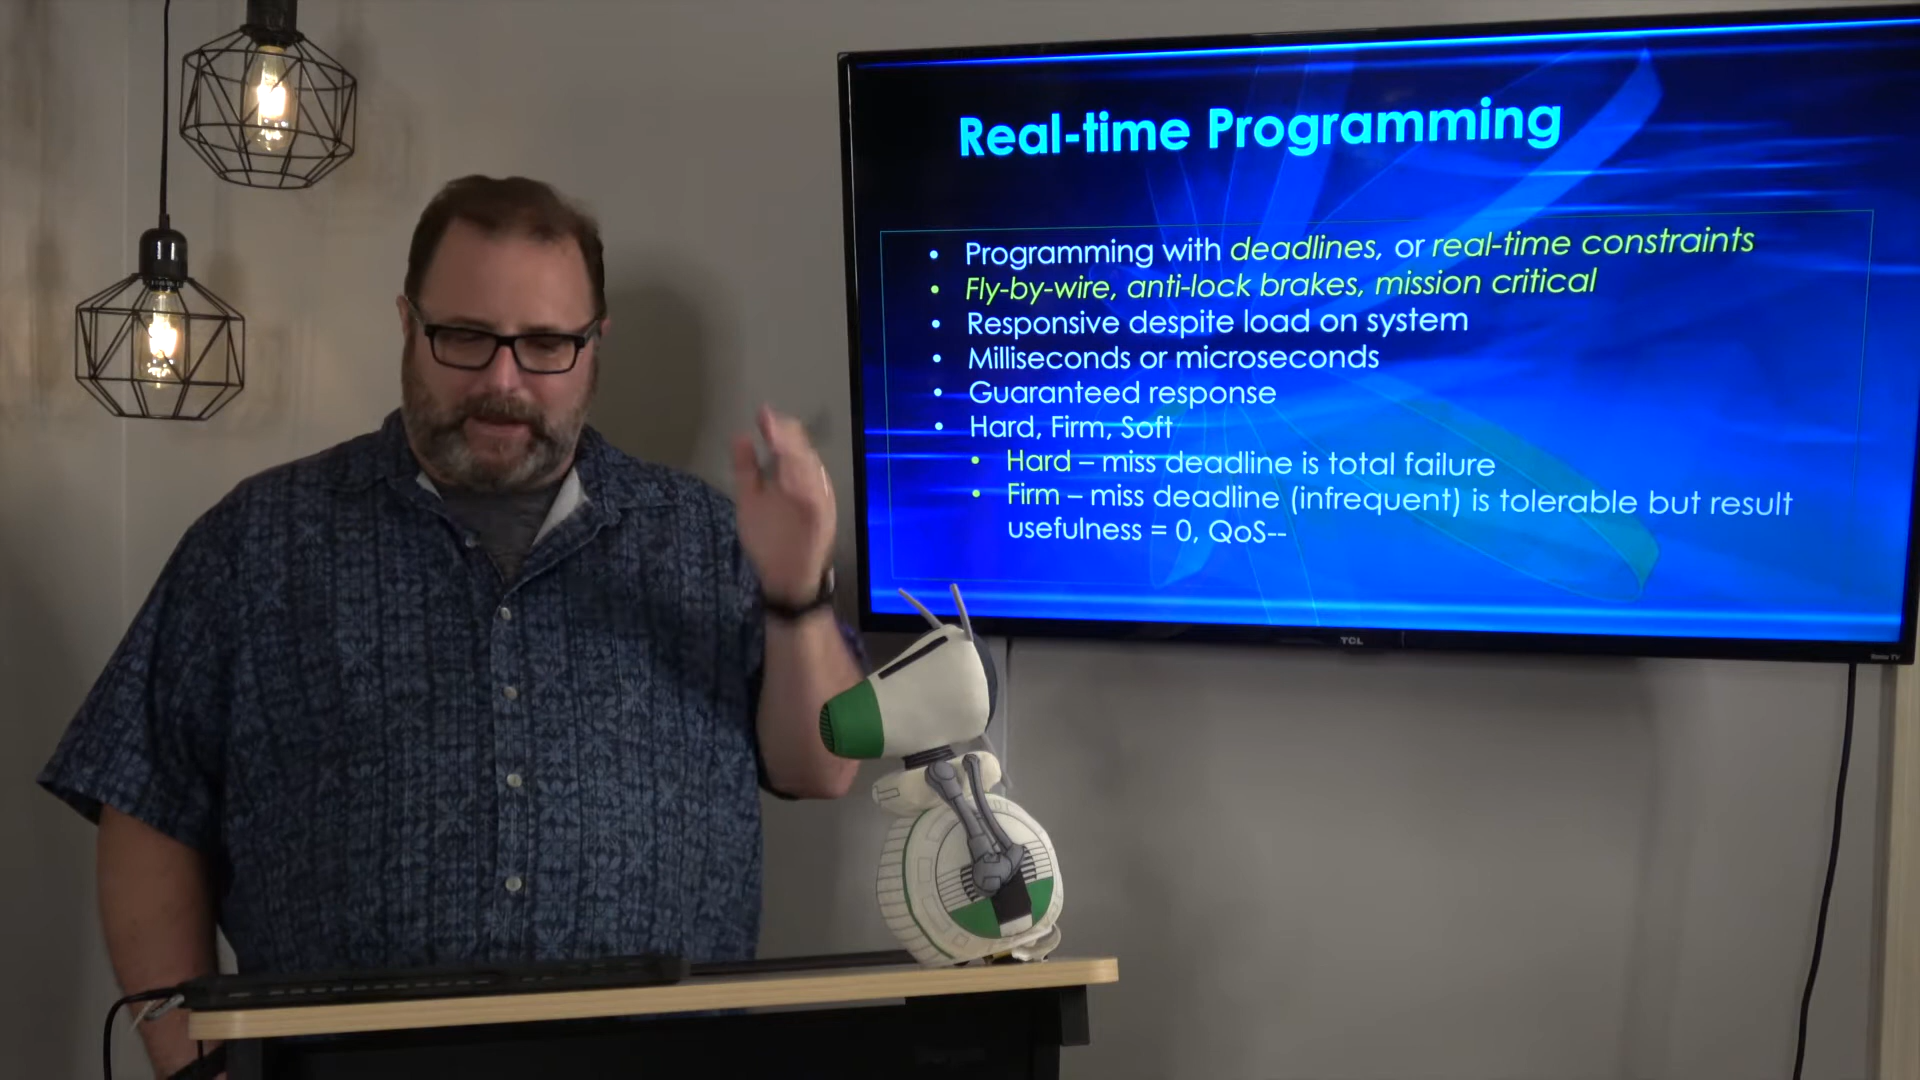 Real-time Programming
• Programming with deadlines, or real-time constraints
• Fly-by-wire, anti-lock brakes, mission critical
• Responsive despite load on system
• Milliseconds or microseconds
• Guaranteed response
• Hard, Firm, Soft
• Hard – miss deadline is total failure
• Firm – miss deadline (infrequent) is tolerable but result
usefulness = 0, QoS--
TCL
Roku TV